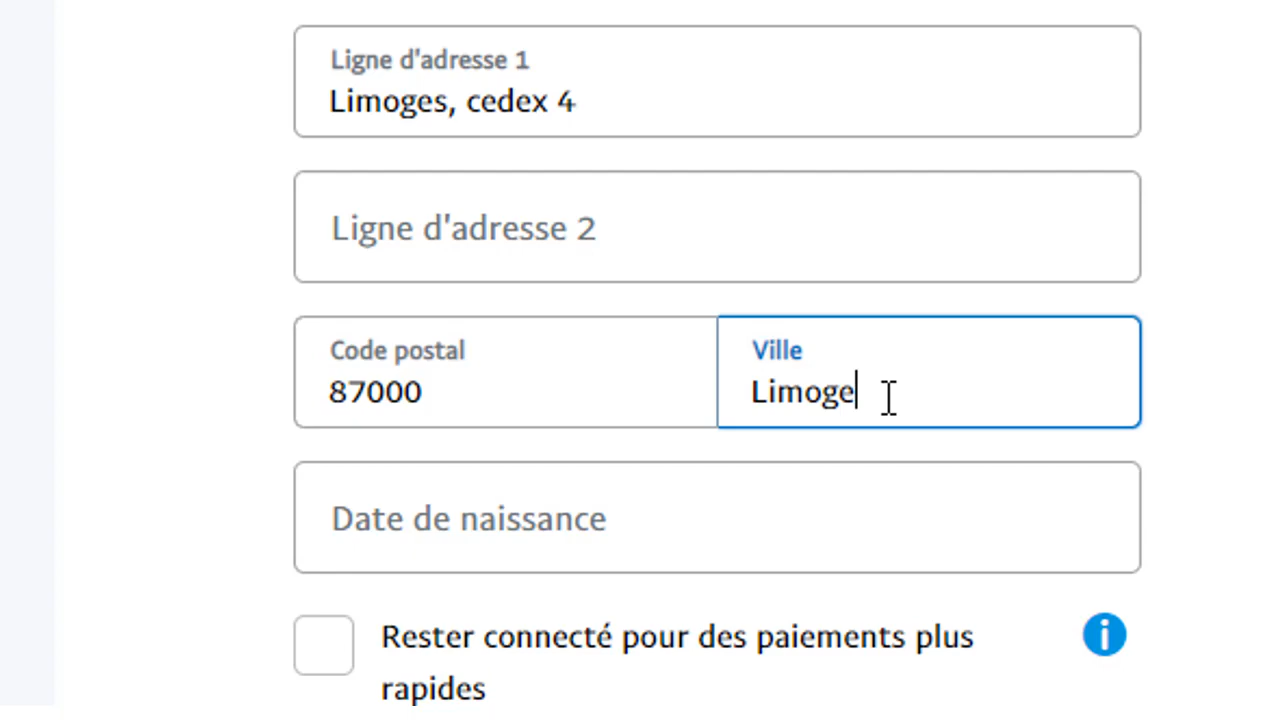 Ligne d'adresse 1
Limoges, cedex 4
Ligne d'adresse 2
Code postal
87000
Ville
Limoge
Date de naissance
Rester connecté pour des paiements plus
rapides